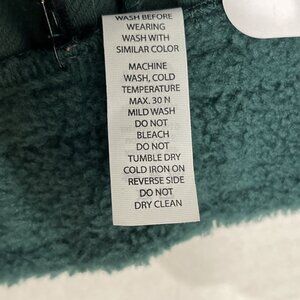 WASH BEFORE
WEARING
WASH WITH
SIMILAR COLOR
MACHINE
WASH, COLD
TEMPERATURE
MAX. 30 N
MILD WASH
DO NOT
BLEACH
DO NOT
TUMBLE DRY
COLD IRON ON
REVERSE SIDE
DO NOT
DRY CLEAN